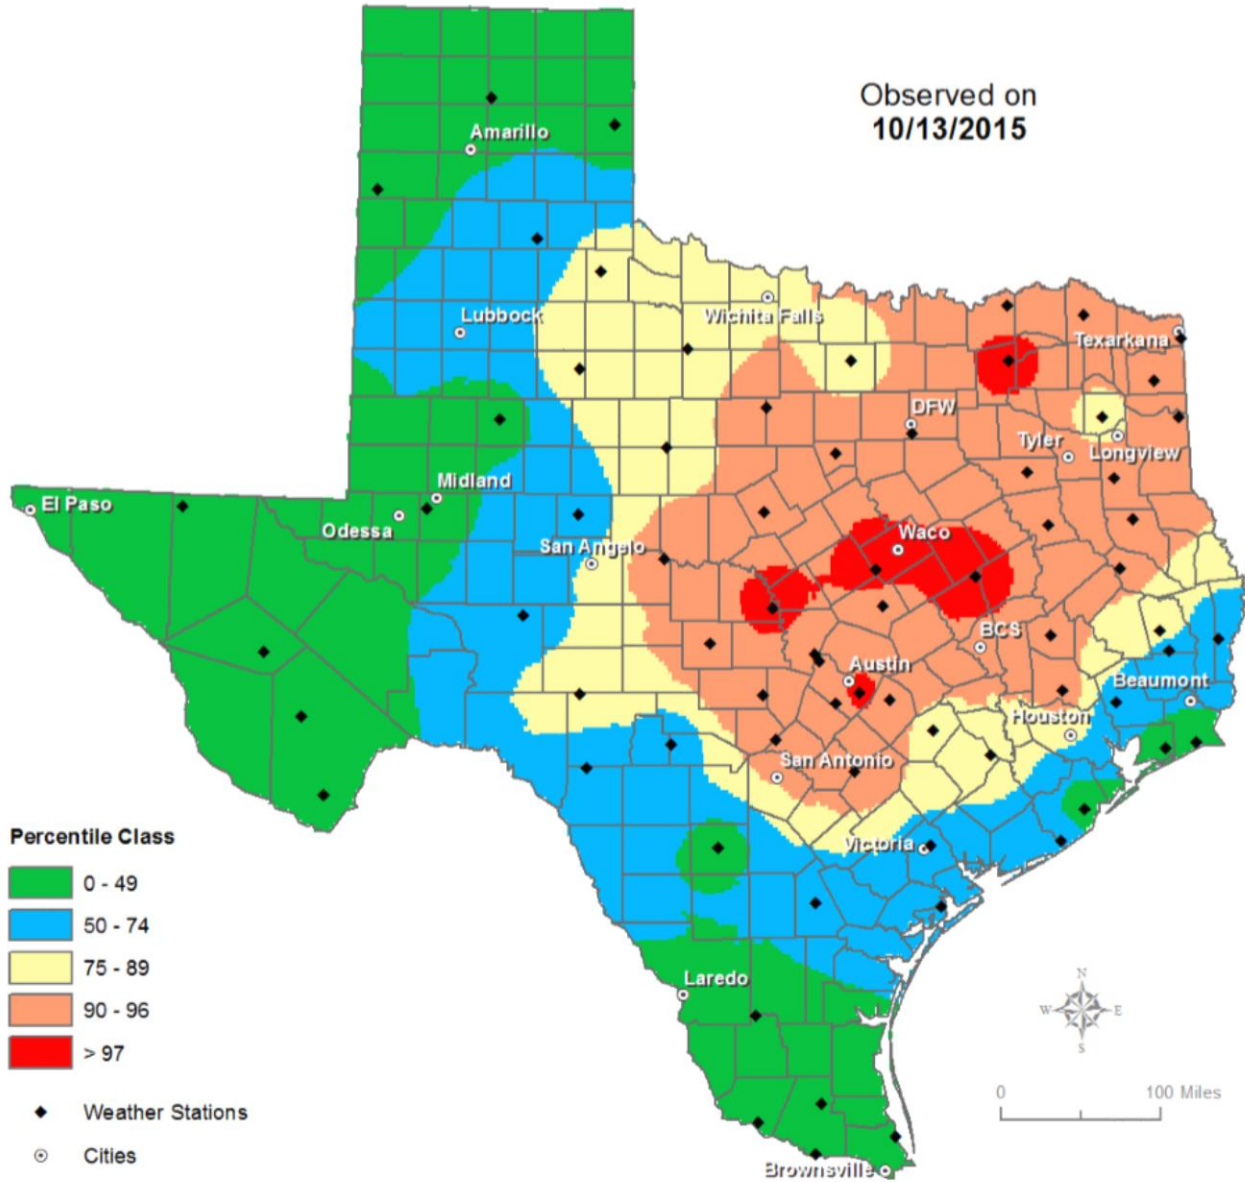 Observed on
10/13/2015
Amarillo
Lubbock
Wichita Falls
Texarkana
DFW
Tyler
Longview
Midland
El Paso
Odessa
Waco
San Angelo
BCS
Austin
Beaumont
Houston
San Antonio
Victoria
Laredo
Brownsville
Percentile Class
0 - 49
50 - 74
75 - 89
90 - 96
> 97
Weather Stations
Cities
N
W E
S
0 100 Miles